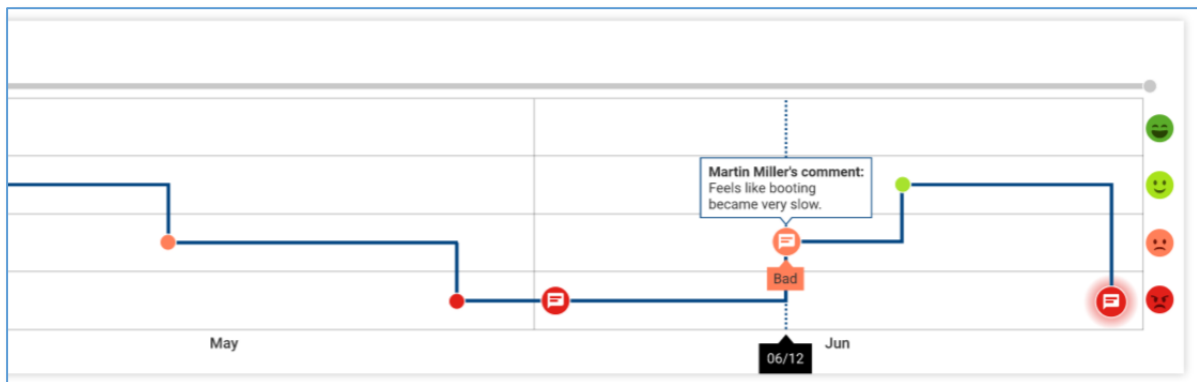 Martin Miller's comment:
Feels like booting
became very slow.
Bad
May
Jun
06/12